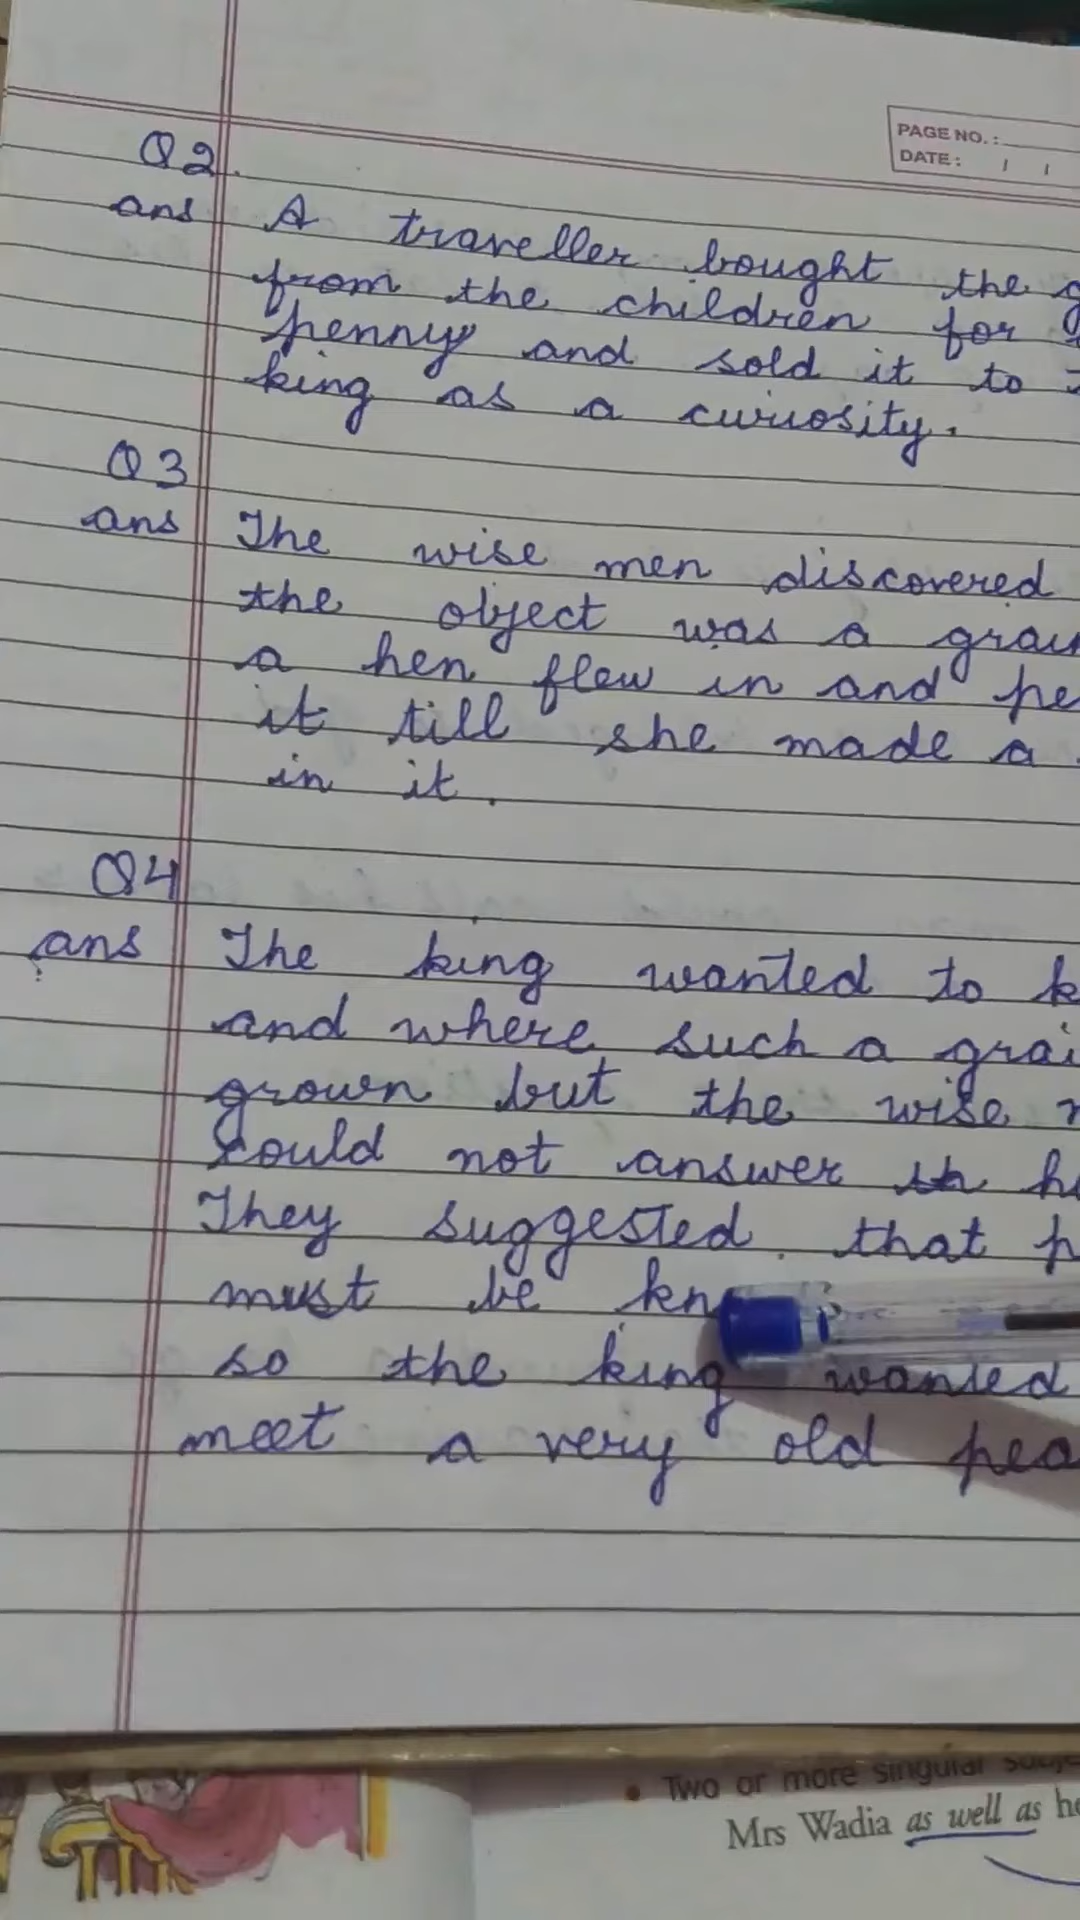 PAGE NO. :
DATE : / /
Q2.
ans A traveller bought the
from the children for
penny and sold it to
king as a curiosity.
Q3
ans The wise men discovered
the object was a
a hen flew in and
it till she made a
in it.
Q4
ans The king wanted to
and where such a
grown but the wise
could not answer
They suggested that
must be
so the king wanted
meet a very old
• Two or more singular
Mrs Wadia as well as